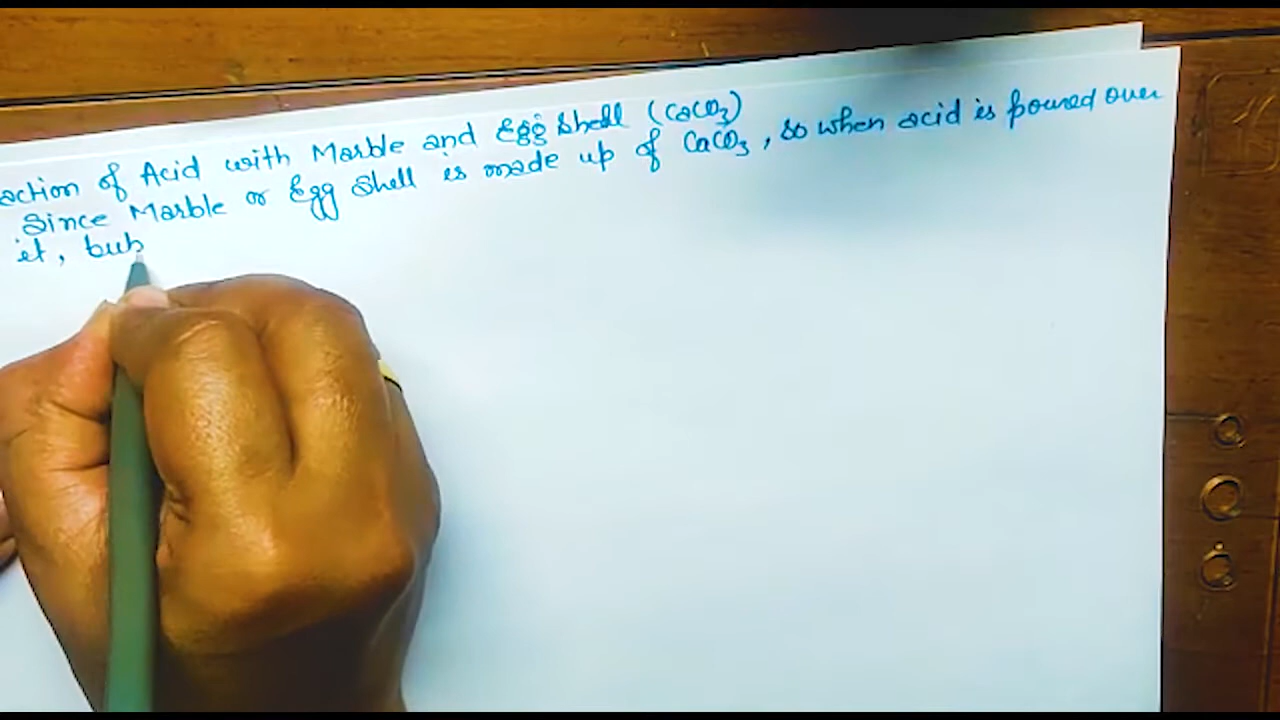 action of Acid with Marble and Egg Shell (CaCO3)
Since Marble or Egg Shell is made up of CaCO3, so when acid is poured over
it, bub